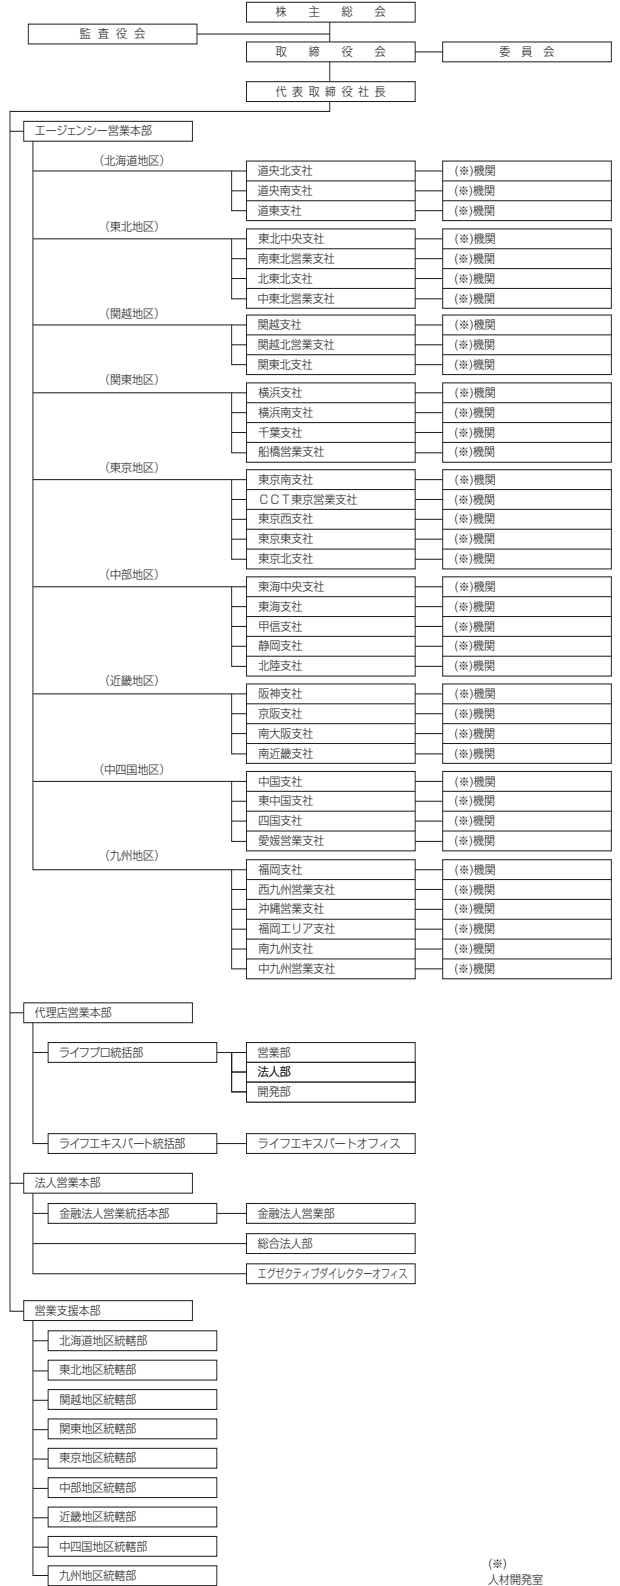 株主総会
監査役会
取締役会
委員会
代表取締役社長
エージェンシー営業本部
(北海道地区)
道央北支社
(※)機関
道央南支社
(※)機関
道東支社
(※)機関
(東北地区)
東北中央支社
(※)機関
南東北営業支社
(※)機関
北東北支社
(※)機関
中東北営業支社
(※)機関
(関越地区)
関越支社
(※)機関
関越北営業支社
(※)機関
関東北支社
(※)機関
(関東地区)
横浜支社
(※)機関
横浜南支社
(※)機関
千葉支社
(※)機関
船橋営業支社
(※)機関
(東京地区)
東京南支社
(※)機関
CCT東京営業支社
(※)機関
東京西支社
(※)機関
東京東支社
(※)機関
東京北支社
(※)機関
(中部地区)
東海中央支社
(※)機関
東海支社
(※)機関
甲信支社
(※)機関
静岡支社
(※)機関
北陸支社
(※)機関
(近畿地区)
阪神支社
(※)機関
京阪支社
(※)機関
南大阪支社
(※)機関
南近畿支社
(※)機関
(中四国地区)
中国支社
(※)機関
東中国支社
(※)機関
四国支社
(※)機関
愛媛営業支社
(※)機関
(九州地区)
福岡支社
(※)機関
西九州営業支社
(※)機関
沖縄営業支社
(※)機関
福岡エリア支社
(※)機関
南九州支社
(※)機関
中九州営業支社
(※)機関
代理店営業本部
ライフプロ統括部
営業部
法人部
開発部
ライフエキスパート統括部
ライフエキスパートオフィス
法人営業本部
金融法人営業統括本部
金融法人営業部
総合法人部
エグゼクティブダイレクターオフィス
営業支援本部
北海道地区統轄部
東北地区統轄部
関越地区統轄部
関東地区統轄部
東京地区統轄部
中部地区統轄部
近畿地区統轄部
中四国地区統轄部
九州地区統轄部
(※)
人材開発室